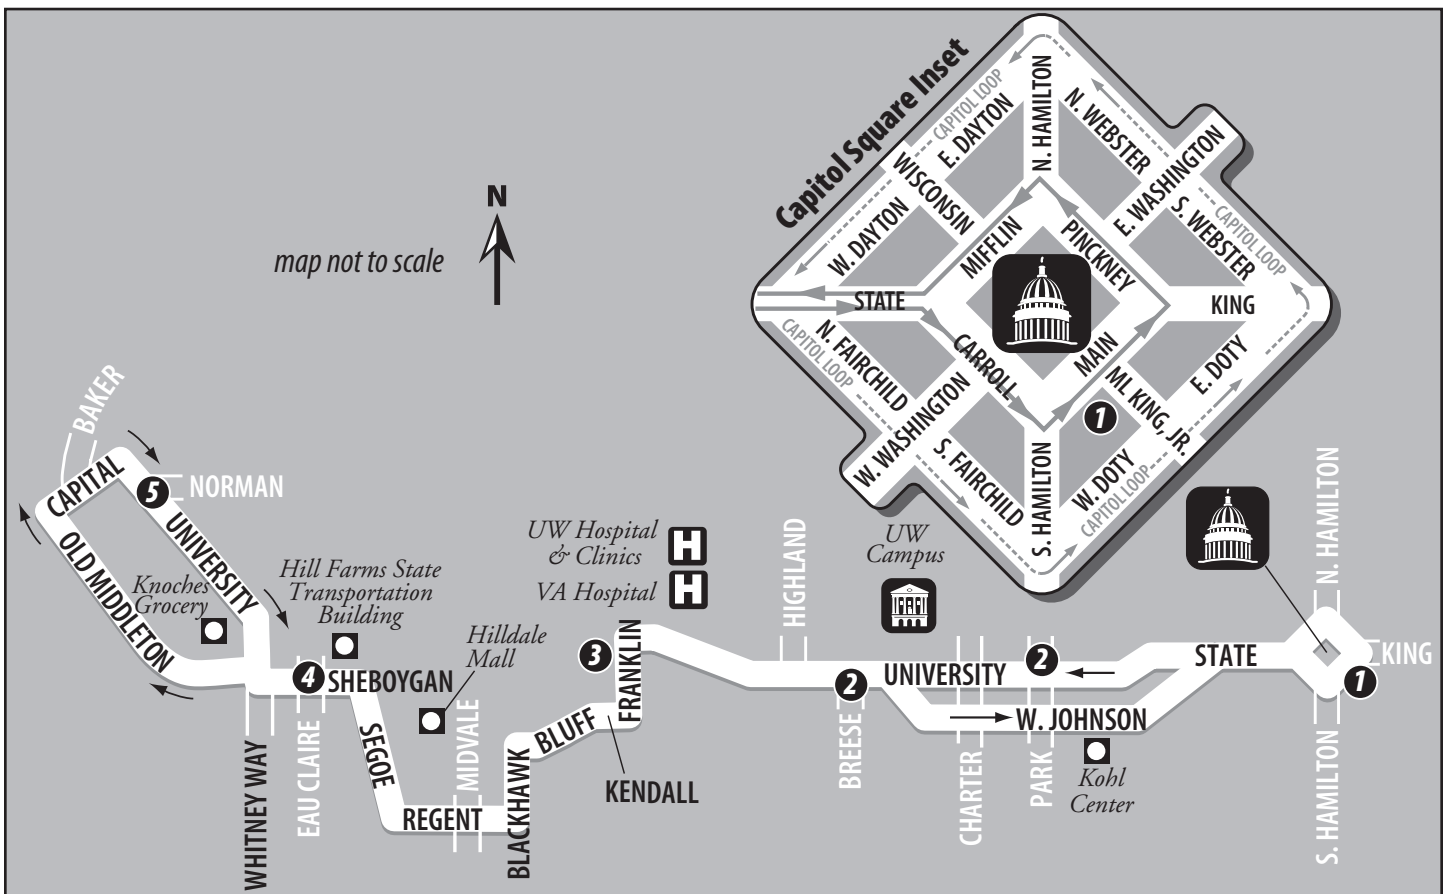 Capitol Square Inset
N. HAMILTON
CAPITOL LOOP
E. DAYTON
N. WEBSTER
WISCONSIN
E. WASHINGTON
W. DAYTON
MIFFLIN
PINCKNEY
S. WEBSTER
CAPITOL LOOP
STATE
KING
N. FAIRCHILD
CAPITOL LOOP
CARROLL
MAIN
E. DOTY
ML KING, JR.
W. WASHINGTON
1
S. FAIRCHILD
S. HAMILTON
W. DOTY
CAPITOL LOOP
N
map not to scale
BAKER
CAPITAL
5
NORMAN
UNIVERSITY
OLD MIDDLETON
Knoches
Grocery
Hill Farms State
Transportation
Building
4
SHEBOYGAN
WHITNEY WAY
EAU CLAIRE
SEGOE
Hilldale
Mall
MIDVALE
REGENT
BLACKHAWK
BLUFF
KENDALL
FRANKLIN
3
UW Hospital
& Clinics
H
VA Hospital
H
HIGHLAND
UW
Campus
2
BREESE
UNIVERSITY
2
CHARTER
PARK
W. JOHNSON
Kohl
Center
STATE
N. HAMILTON
KING
1
S. HAMILTON